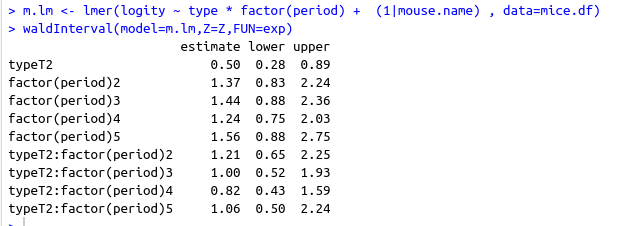 > m.lm <- lmer(logity ~ type * factor(period) +  (1|mouse.name) , data=mice.df)
> waldInterval(model=m.lm,Z=Z,FUN=exp)
                       estimate lower upper
typeT2                     0.50  0.28  0.89
factor(period)2            1.37  0.83  2.24
factor(period)3            1.44  0.88  2.36
factor(period)4            1.24  0.75  2.03
factor(period)5            1.56  0.88  2.75
typeT2:factor(period)2     1.21  0.65  2.25
typeT2:factor(period)3     1.00  0.52  1.93
typeT2:factor(period)4     0.82  0.43  1.59
typeT2:factor(period)5     1.06  0.50  2.24
>